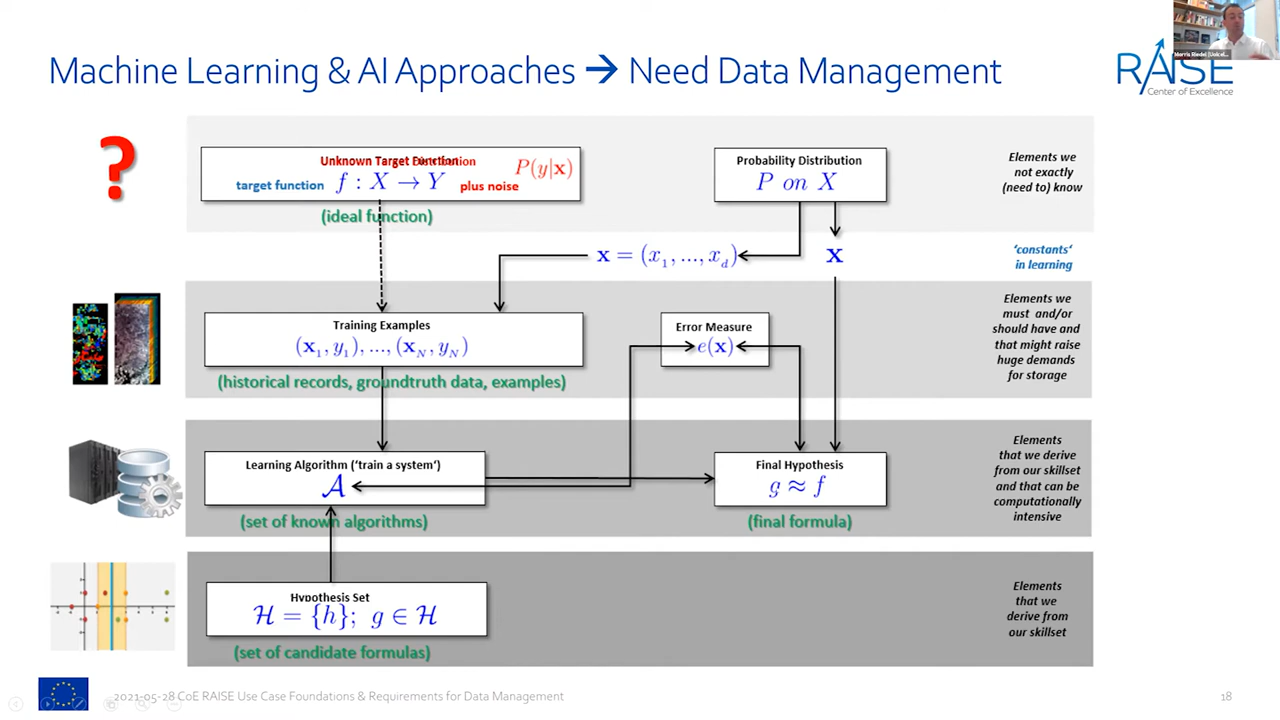 Machine Learning & AI Approaches → Need Data Management
RAISE
Center of Excellence
?
Unknown Target Distribution
P(y|x)
target function f : X → Y plus noise
(ideal function)
Probability Distribution
P on X
Elements we
not exactly
(need to) know
x = (x₁, ..., x_d)
x
‘constants‘
in learning
Training Examples
(x₁, y₁), ..., (x_N, y_N)
(historical records, groundtruth data, examples)
Error Measure
e(x)
Elements we
must and/or
should have and
that might raise
huge demands
for storage
Learning Algorithm (‘train a system‘)
𝒜
(set of known algorithms)
Final Hypothesis
g ≈ f
(final formula)
Elements
that we derive
from our skillset
and that can be
computationally
intensive
Hypothesis Set
ℋ = {h}; g ∈ ℋ
(set of candidate formulas)
Elements
that we
derive from
our skillset
2021-05-28 CoE RAISE Use Case Foundations & Requirements for Data Management
18